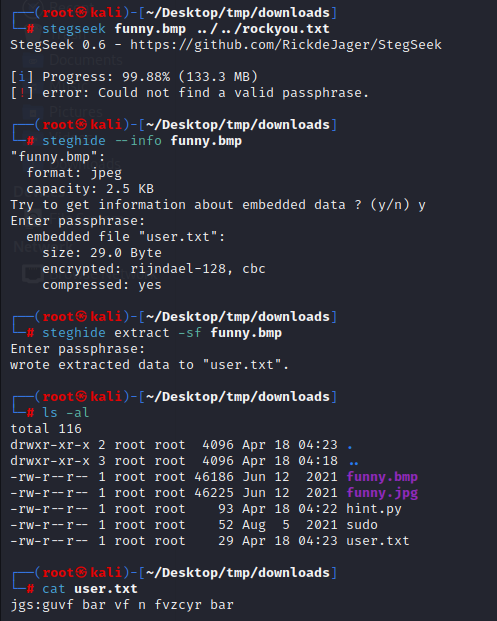 ┌──(root㉿kali)-[~/Desktop/tmp/downloads]
└─# stegseek funny.bmp ../../rockyou.txt
StegSeek 0.6 - https://github.com/RickdeJager/StegSeek
[i] Progress: 99.88% (133.3 MB)
[!] error: Could not find a valid passphrase.
┌──(root㉿kali)-[~/Desktop/tmp/downloads]
└─# steghide --info funny.bmp
"funny.bmp":
  format: jpeg
  capacity: 2.5 KB
Try to get information about embedded data ? (y/n) y
Enter passphrase:
  embedded file "user.txt":
    size: 29.0 Byte
    encrypted: rijndael-128, cbc
    compressed: yes
┌──(root㉿kali)-[~/Desktop/tmp/downloads]
└─# steghide extract -sf funny.bmp
Enter passphrase:
wrote extracted data to "user.txt".
┌──(root㉿kali)-[~/Desktop/tmp/downloads]
└─# ls -al
total 116
drwxr-xr-x 2 root root  4096 Apr 18 04:23 .
drwxr-xr-x 3 root root  4096 Apr 18 04:18 ..
-rw-r--r-- 1 root root 46186 Jun 12  2021 funny.bmp
-rw-r--r-- 1 root root 46225 Jun 12  2021 funny.jpg
-rw-r--r-- 1 root root    93 Apr 18 04:22 hint.py
-rw-r--r-- 1 root root    52 Aug  5  2021 sudo
-rw-r--r-- 1 root root    29 Apr 18 04:23 user.txt
┌──(root㉿kali)-[~/Desktop/tmp/downloads]
└─# cat user.txt
jgs:guvf bar vf n fvzcyr bar